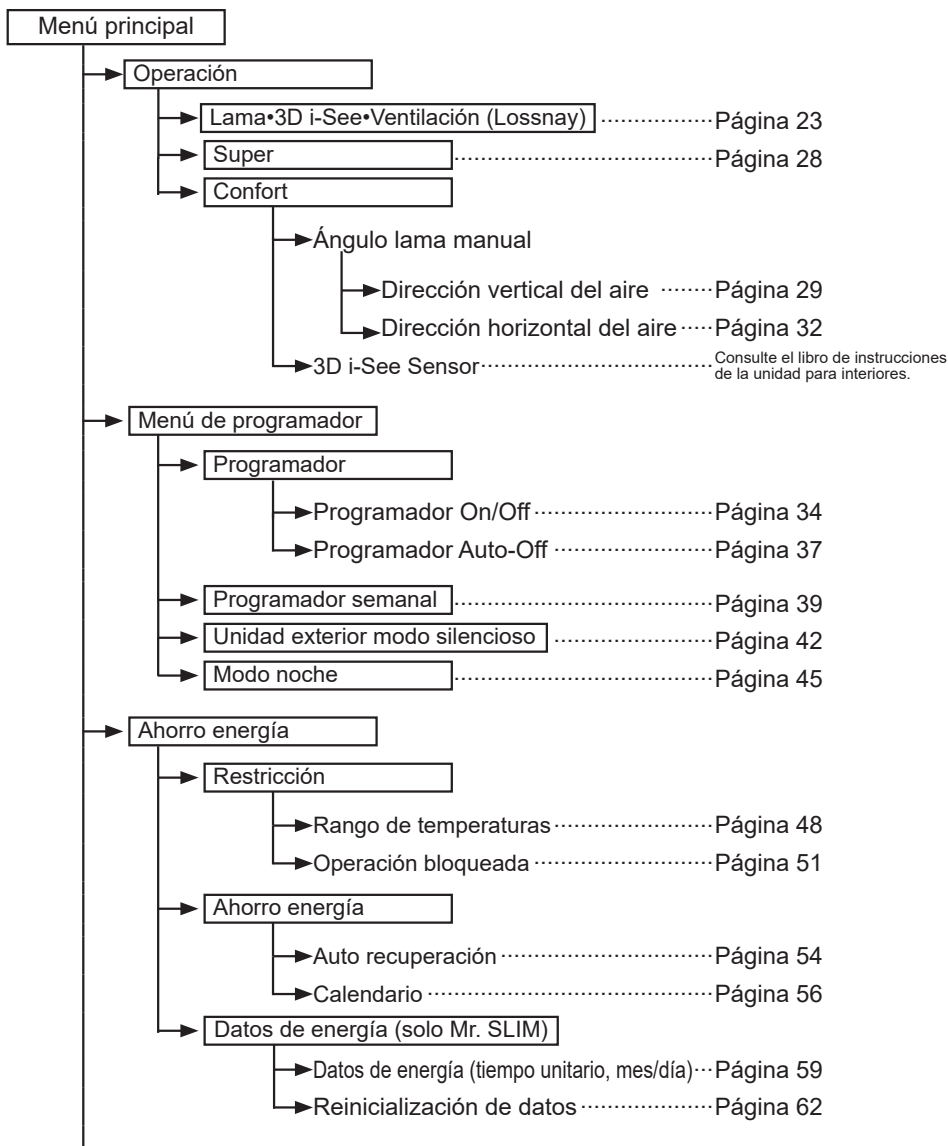 Menú principal
Operación
Lama•3D i-See•Ventilación (Lossnay) Página 23
Super Página 28
Confort
Ángulo lama manual
Dirección vertical del aire Página 29
Dirección horizontal del aire Página 32
3D i-See Sensor Consulte el libro de instrucciones
de la unidad para interiores.
Menú de programador
Programador
Programador On/Off Página 34
Programador Auto-Off Página 37
Programador semanal Página 39
Unidad exterior modo silencioso Página 42
Modo noche Página 45
Ahorro energía
Restricción
Rango de temperaturas Página 48
Operación bloqueada Página 51
Ahorro energía
Auto recuperación Página 54
Calendario Página 56
Datos de energía (solo Mr. SLIM)
Datos de energía (tiempo unitario, mes/día) Página 59
Reinicialización de datos Página 62